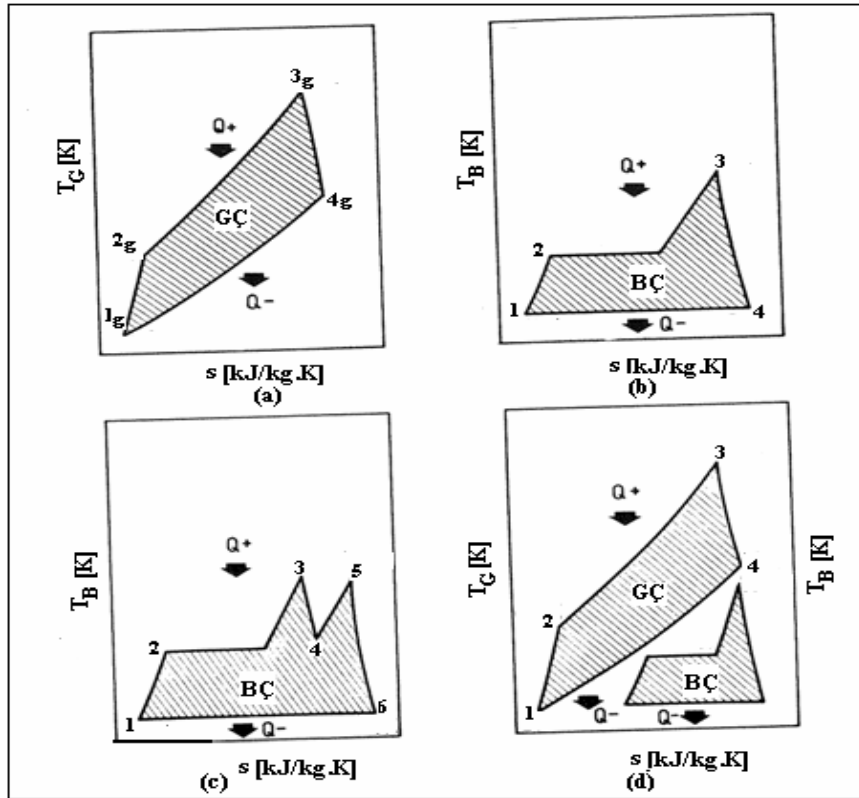 3g
Q+
T_G [K]
4g
GÇ
2g
Q-
1g
s [kJ/kg.K]
(a)
T_B [K]
Q+
3
2
BÇ
1
4
Q-
s [kJ/kg.K]
(b)
T_B [K]
Q+
3
5
2
4
BÇ
1
6
Q-
(c) s [kJ/kg.K]
3
Q+
T_G [K]
4
T_B [K]
GÇ
2
BÇ
1
Q-
Q-
s [kJ/kg.K]
(d)